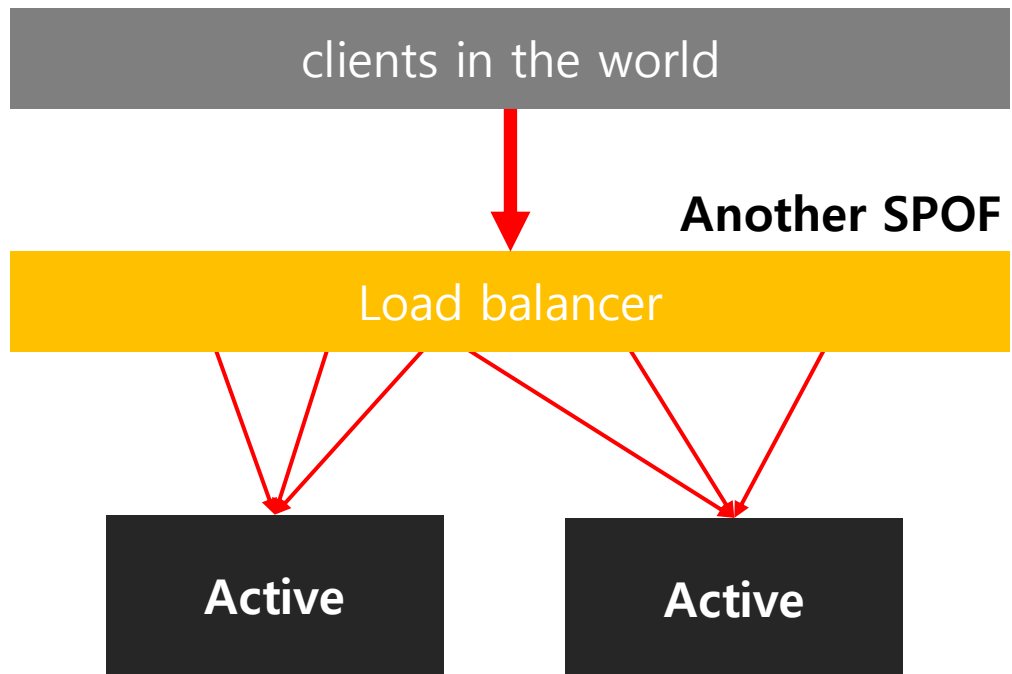 clients in the world
Another SPOF
Load balancer
Active
Active